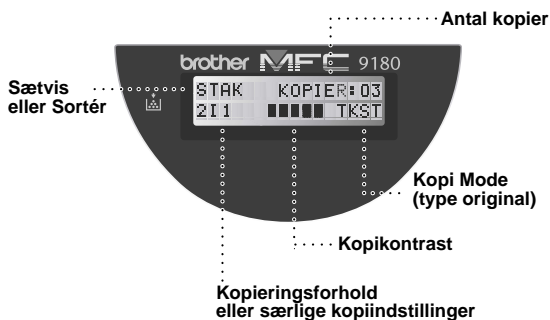 Antal kopier
brother MFC 9180
Sætvis
eller Sortér
STAK KOPIER:03
2I1 TKST
Kopi Mode
(type original)
Kopikontrast
Kopieringsforhold
eller særlige kopiindstillinger